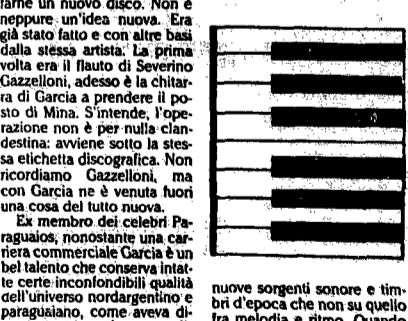 farne un nuovo disco. Non è
neppure un'idea nuova. Era
già stato fatto e con altre basi
dalla stessa artista. La prima
volta era il flauto di Severino
Gazzelloni, adesso è la chitar-
ra di Garcia a prendere il po-
sto di Mina. S'intende, l'ope-
razione non è per nulla clan-
destina: avviene sotto la stes-
sa etichetta discografica. Non
ricordiamo Gazzelloni, ma
con Garcia ne è venuta fuori
una cosa del tutto nuova.
Ex membro dei celebri Pa-
raguaios, nonostante una car-
riera commerciale Garcia è un
bel talento che conserva intat-
te certe inconfondibili qualità
dell'universo nordargentino e
paraguaiano, come aveva di-
nuove sorgenti sonore e tim-
bri d'epoca che non su quello
fra melodia e ritmo. Quando